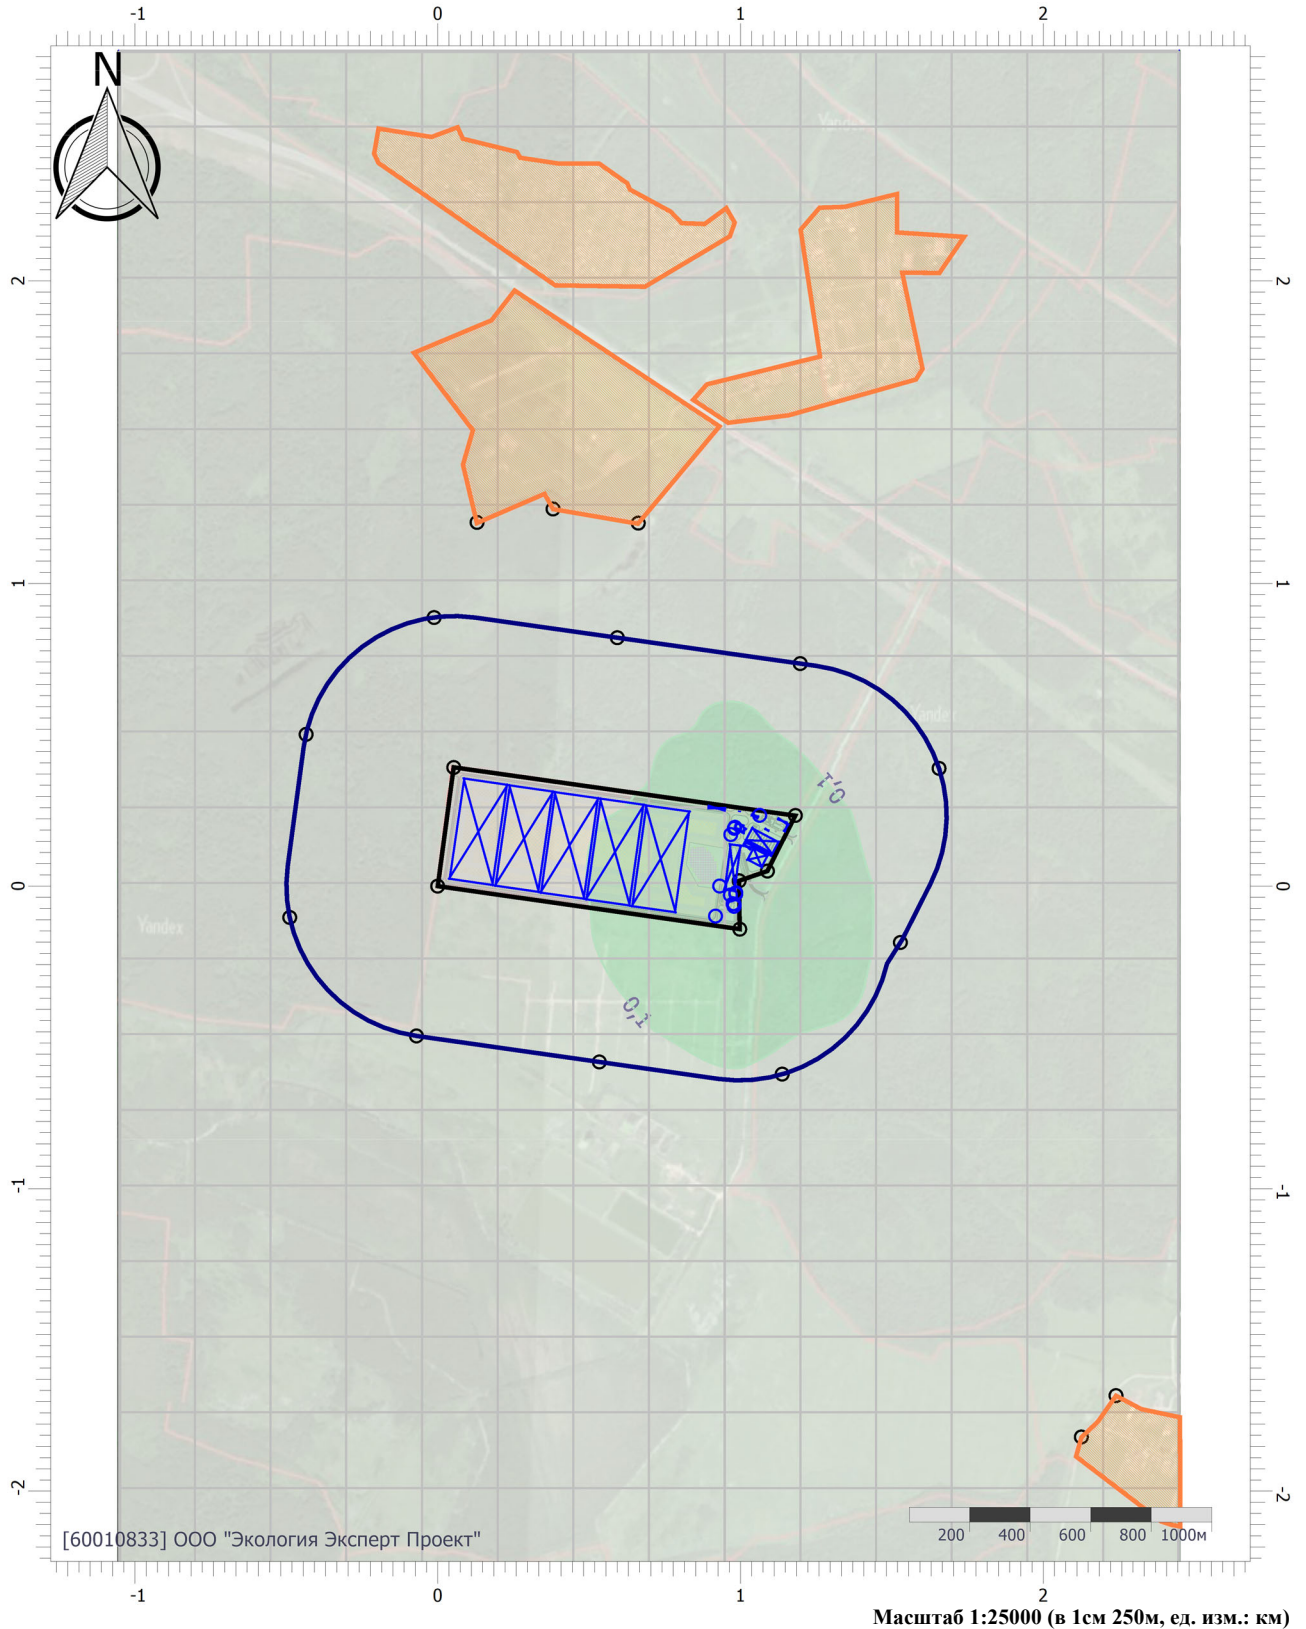 -1 0 1 2
N
Yandex
2 2
1 1
Yandex
0,1
0 0
Yandex
0,1
-1 -1
-2 -2
200 400 600 800 1000м
[60010833] ООО "Экология Эксперт Проект"
-1 0 1 2
Масштаб 1:25000 (в 1см 250м, ед. изм.: км)